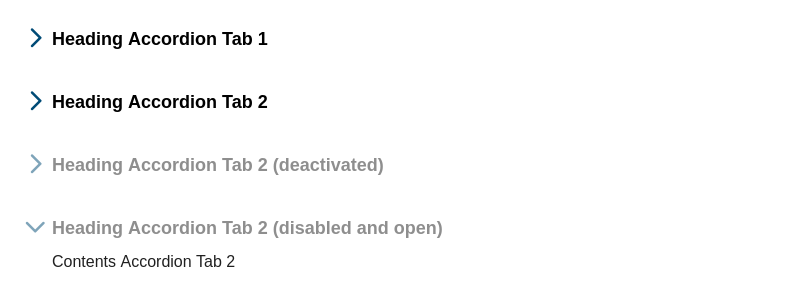 Heading Accordion Tab 1
Heading Accordion Tab 2
Heading Accordion Tab 2 (deactivated)
Heading Accordion Tab 2 (disabled and open)
Contents Accordion Tab 2